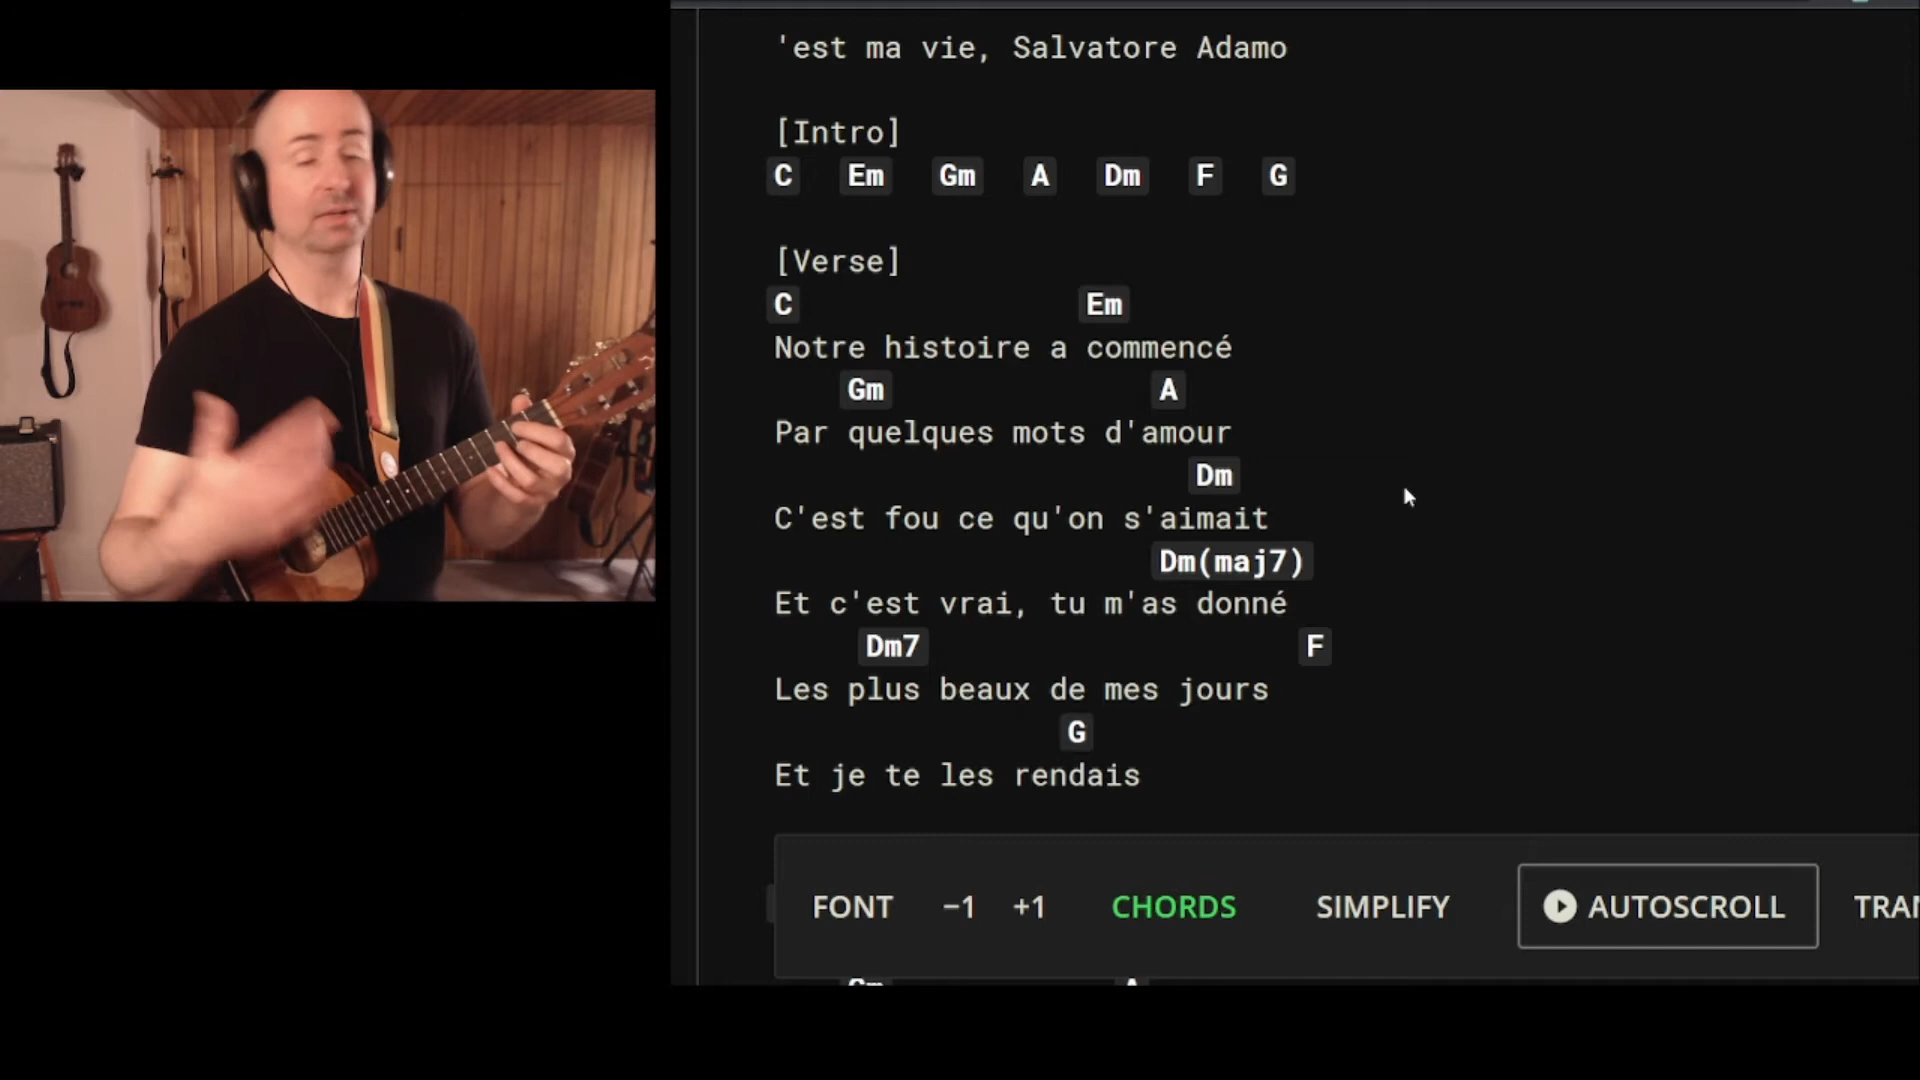 'est ma vie, Salvatore Adamo
[Intro]
C Em Gm A Dm F G
[Verse]
C Em
Notre histoire a commencé
Gm A
Par quelques mots d'amour
Dm
C'est fou ce qu'on s'aimait
Dm(maj7)
Et c'est vrai, tu m'as donné
Dm7 F
Les plus beaux de mes jours
G
Et je te les rendais
FONT −1 +1 CHORDS SIMPLIFY AUTOSCROLL TRAN